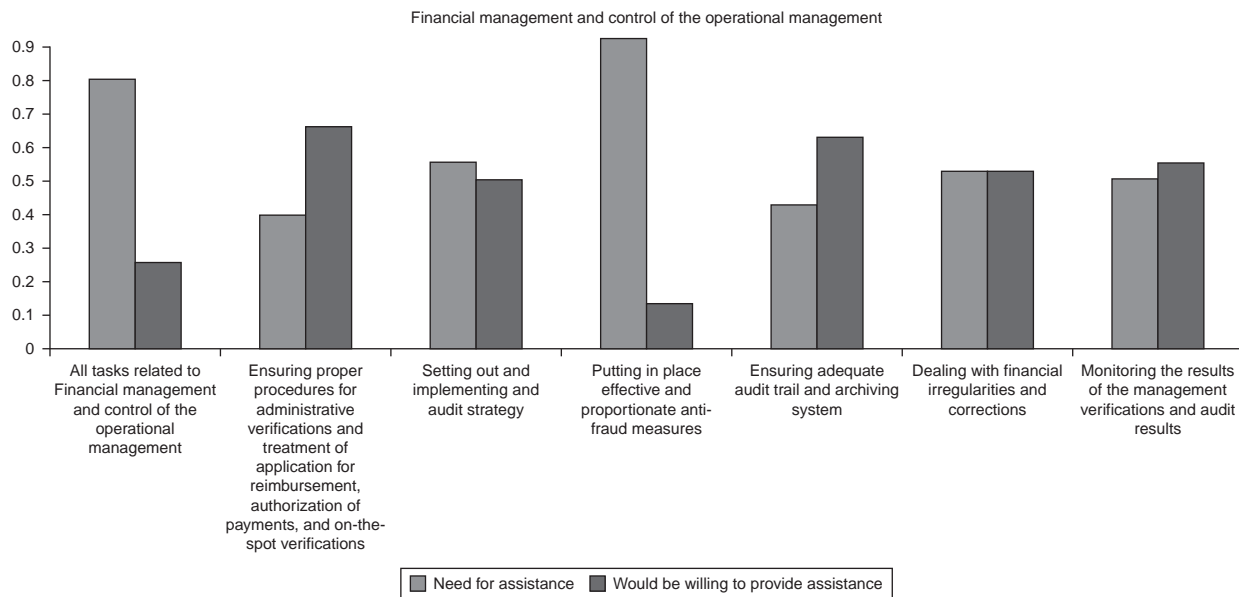 Financial management and control of the operational management
0.9
0.8
0.7
0.6
0.5
0.4
0.3
0.2
0.1
0
All tasks related to
Financial management
and control of the
operational
management
Ensuring proper
procedures for
administrative
verifications and
treatment of
application for
reimbursement,
authorization of
payments, and on-the-
spot verifications
Setting out and
implementing and
audit strategy
Putting in place
effective and
proportionate anti-
fraud measures
Ensuring adequate
audit trail and archiving
system
Dealing with financial
irregularities and
corrections
Monitoring the results
of the management
verifications and audit
results
Need for assistance
Would be willing to provide assistance